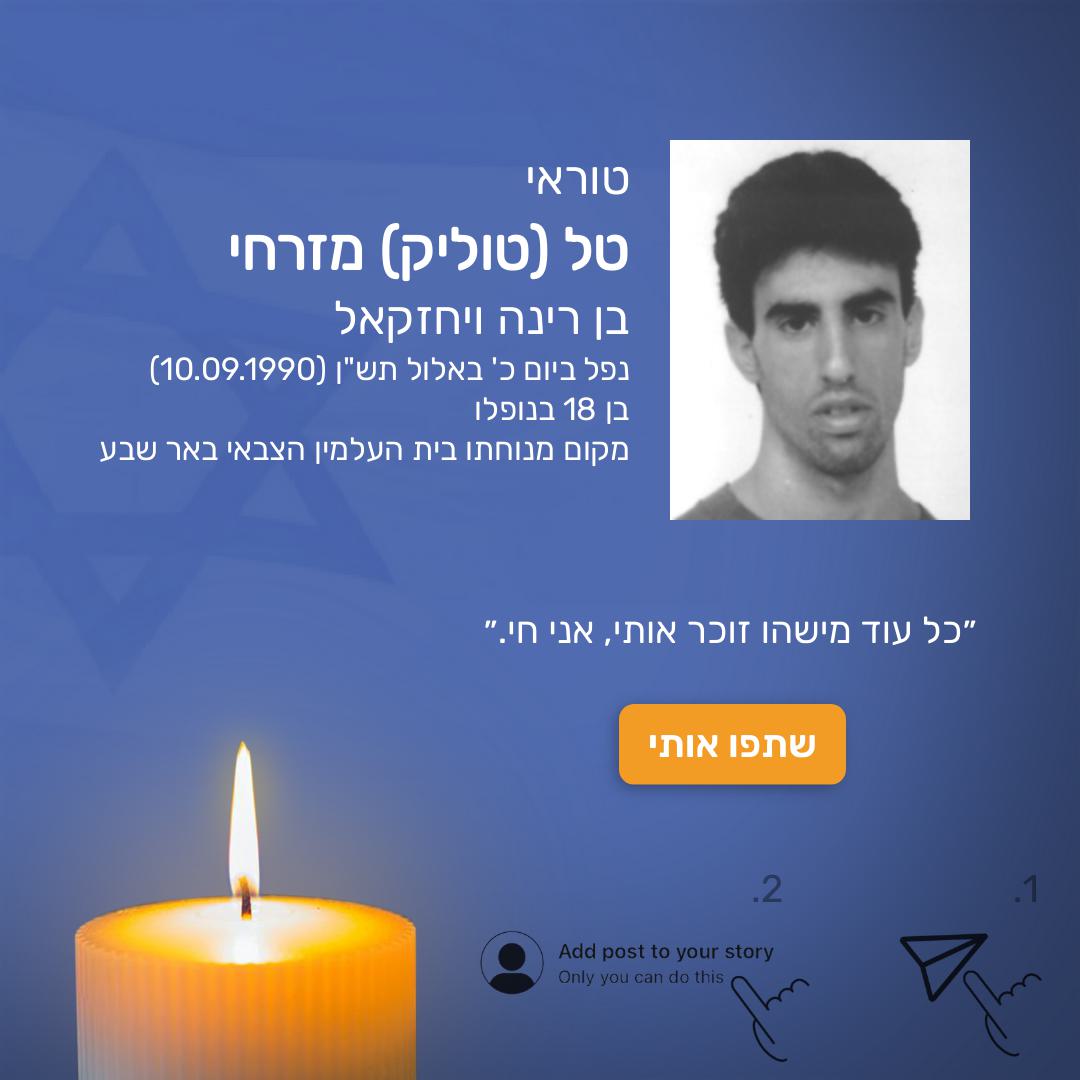 טוראי
טל (טוליק) מזרחי
בן רינה ויחזקאל
נפל ביום כ' באלול תש"ן (10.09.1990)
בן 18 בנופלו
מקום מנוחתו בית העלמין הצבאי באר שבע
״כל עוד מישהו זוכר אותי, אני חי.״
שתפו אותי
1.
2.
Add post to your story
Only you can do this